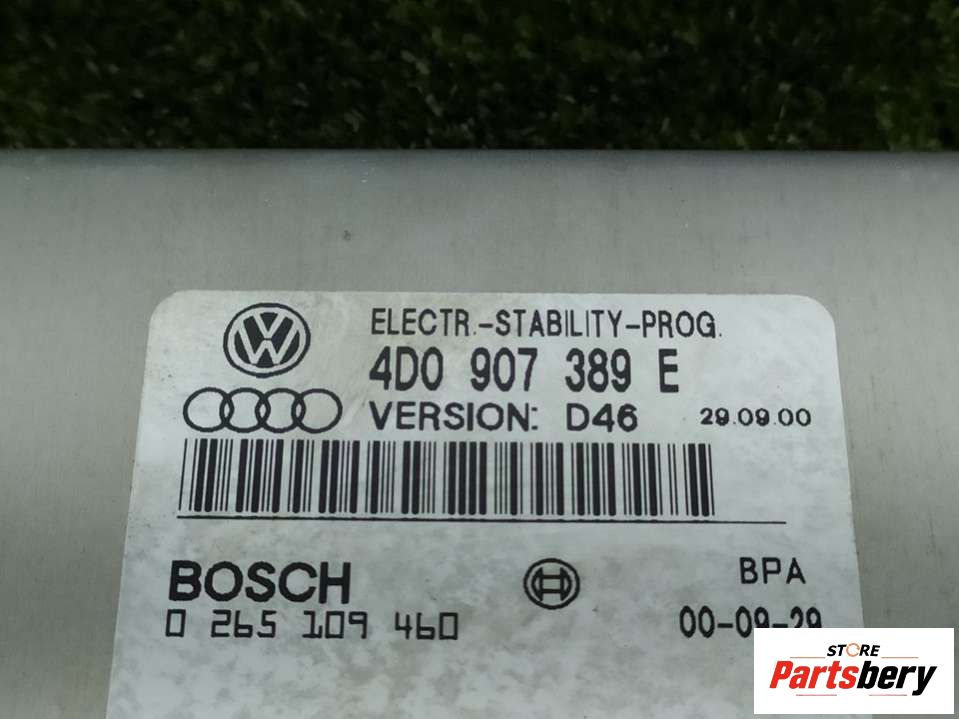 ELECTR.-STABILITY-PROG.
4D0 907 389 E
VERSION: D46 29.09.00
BOSCH BPA
0 265 109 460 00-09-29
STORE
Partsbery